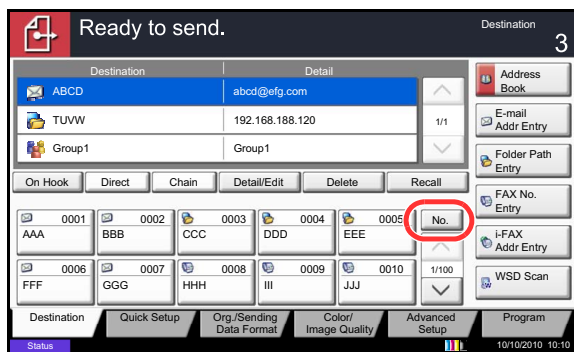 Ready to send.
Destination
3
Destination Detail
ABCD abcd@efg.com
TUVW 192.168.188.120 1/1
Group1 Group1
On Hook Direct Chain Detail/Edit Delete Recall
0001 0002 0003 0004 0005 No.
AAA BBB CCC DDD EEE
0006 0007 0008 0009 0010 1/100
FFF GGG HHH III JJJ
Address
Book
E-mail
Addr Entry
Folder Path
Entry
FAX No.
Entry
i-FAX
Addr Entry
WSD Scan
Destination Quick Setup Org./Sending Color/ Advanced Program
Data Format Image Quality Setup
Status 10/10/2010 10:10